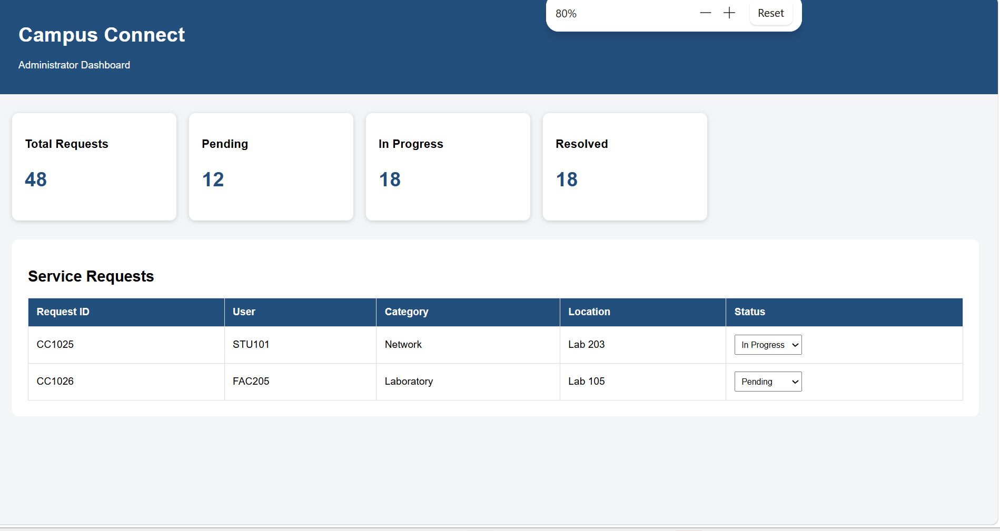 80% Reset
Campus Connect
Administrator Dashboard
Total Requests Pending In Progress Resolved
48 12 18 18
Service Requests
Request ID User Category Location Status
CC1025 STU101 Network Lab 203 In Progress
CC1026 FAC205 Laboratory Lab 105 Pending